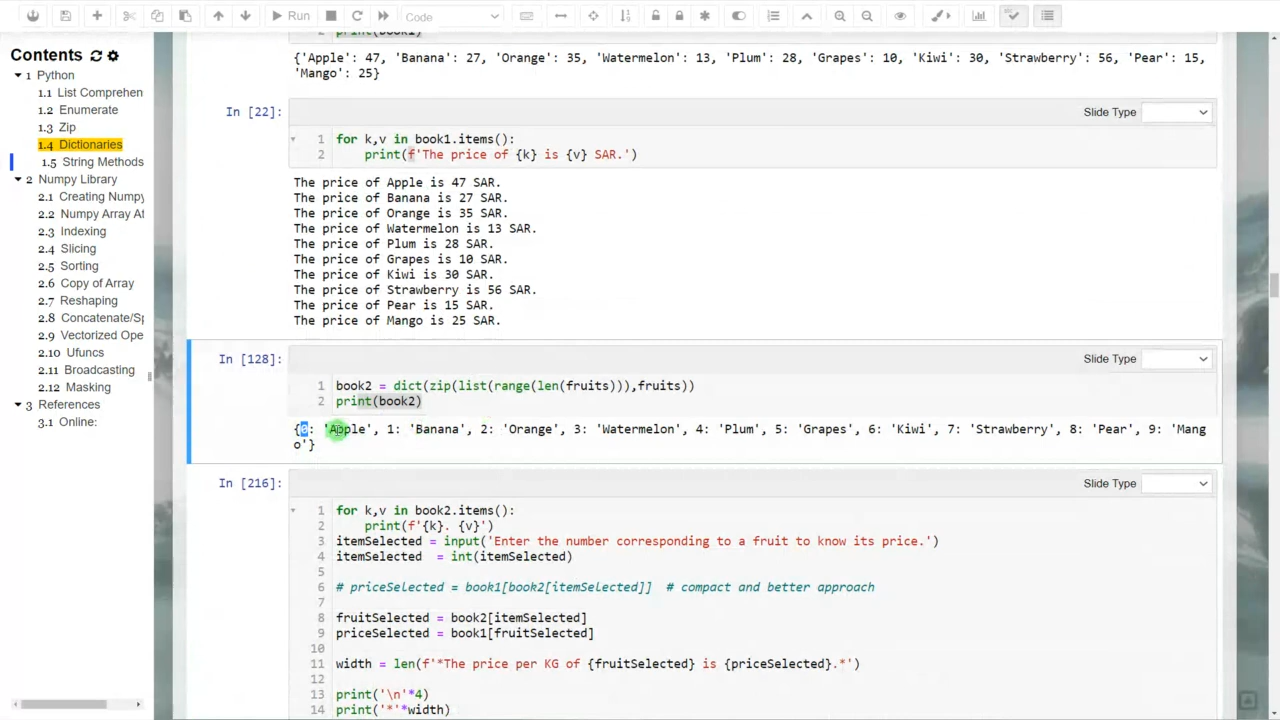 Run
Code
Contents
1 Python
1.1 List Comprehen
1.2 Enumerate
1.3 Zip
1.4 Dictionaries
1.5 String Methods
2 Numpy Library
2.1 Creating Numpy
2.2 Numpy Array At
2.3 Indexing
2.4 Slicing
2.5 Sorting
2.6 Copy of Array
2.7 Reshaping
2.8 Concatenate/Sp
2.9 Vectorized Ope
2.10 Ufuncs
2.11 Broadcasting
2.12 Masking
3 References
3.1 Online:
2 print(book1)
{'Apple': 47, 'Banana': 27, 'Orange': 35, 'Watermelon': 13, 'Plum': 28, 'Grapes': 10, 'Kiwi': 30, 'Strawberry': 56, 'Pear': 15,
'Mango': 25}
In [22]: Slide Type
1 for k,v in book1.items():
2 print(f'The price of {k} is {v} SAR.')
The price of Apple is 47 SAR.
The price of Banana is 27 SAR.
The price of Orange is 35 SAR.
The price of Watermelon is 13 SAR.
The price of Plum is 28 SAR.
The price of Grapes is 10 SAR.
The price of Kiwi is 30 SAR.
The price of Strawberry is 56 SAR.
The price of Pear is 15 SAR.
The price of Mango is 25 SAR.
In [128]: Slide Type
1 book2 = dict(zip(list(range(len(fruits))),fruits))
2 print(book2)
{0: 'Apple', 1: 'Banana', 2: 'Orange', 3: 'Watermelon', 4: 'Plum', 5: 'Grapes', 6: 'Kiwi', 7: 'Strawberry', 8: 'Pear', 9: 'Mang
o'}
In [216]: Slide Type
1 for k,v in book2.items():
2 print(f'{k}. {v}')
3 itemSelected = input('Enter the number corresponding to a fruit to know its price.')
4 itemSelected  = int(itemSelected)
5
6 # priceSelected = book1[book2[itemSelected]]  # compact and better approach
7
8 fruitSelected = book2[itemSelected]
9 priceSelected = book1[fruitSelected]
10
11 width = len(f'*The price per KG of {fruitSelected} is {priceSelected}.*')
12
13 print('\n'*4)
14 print('*'*width)